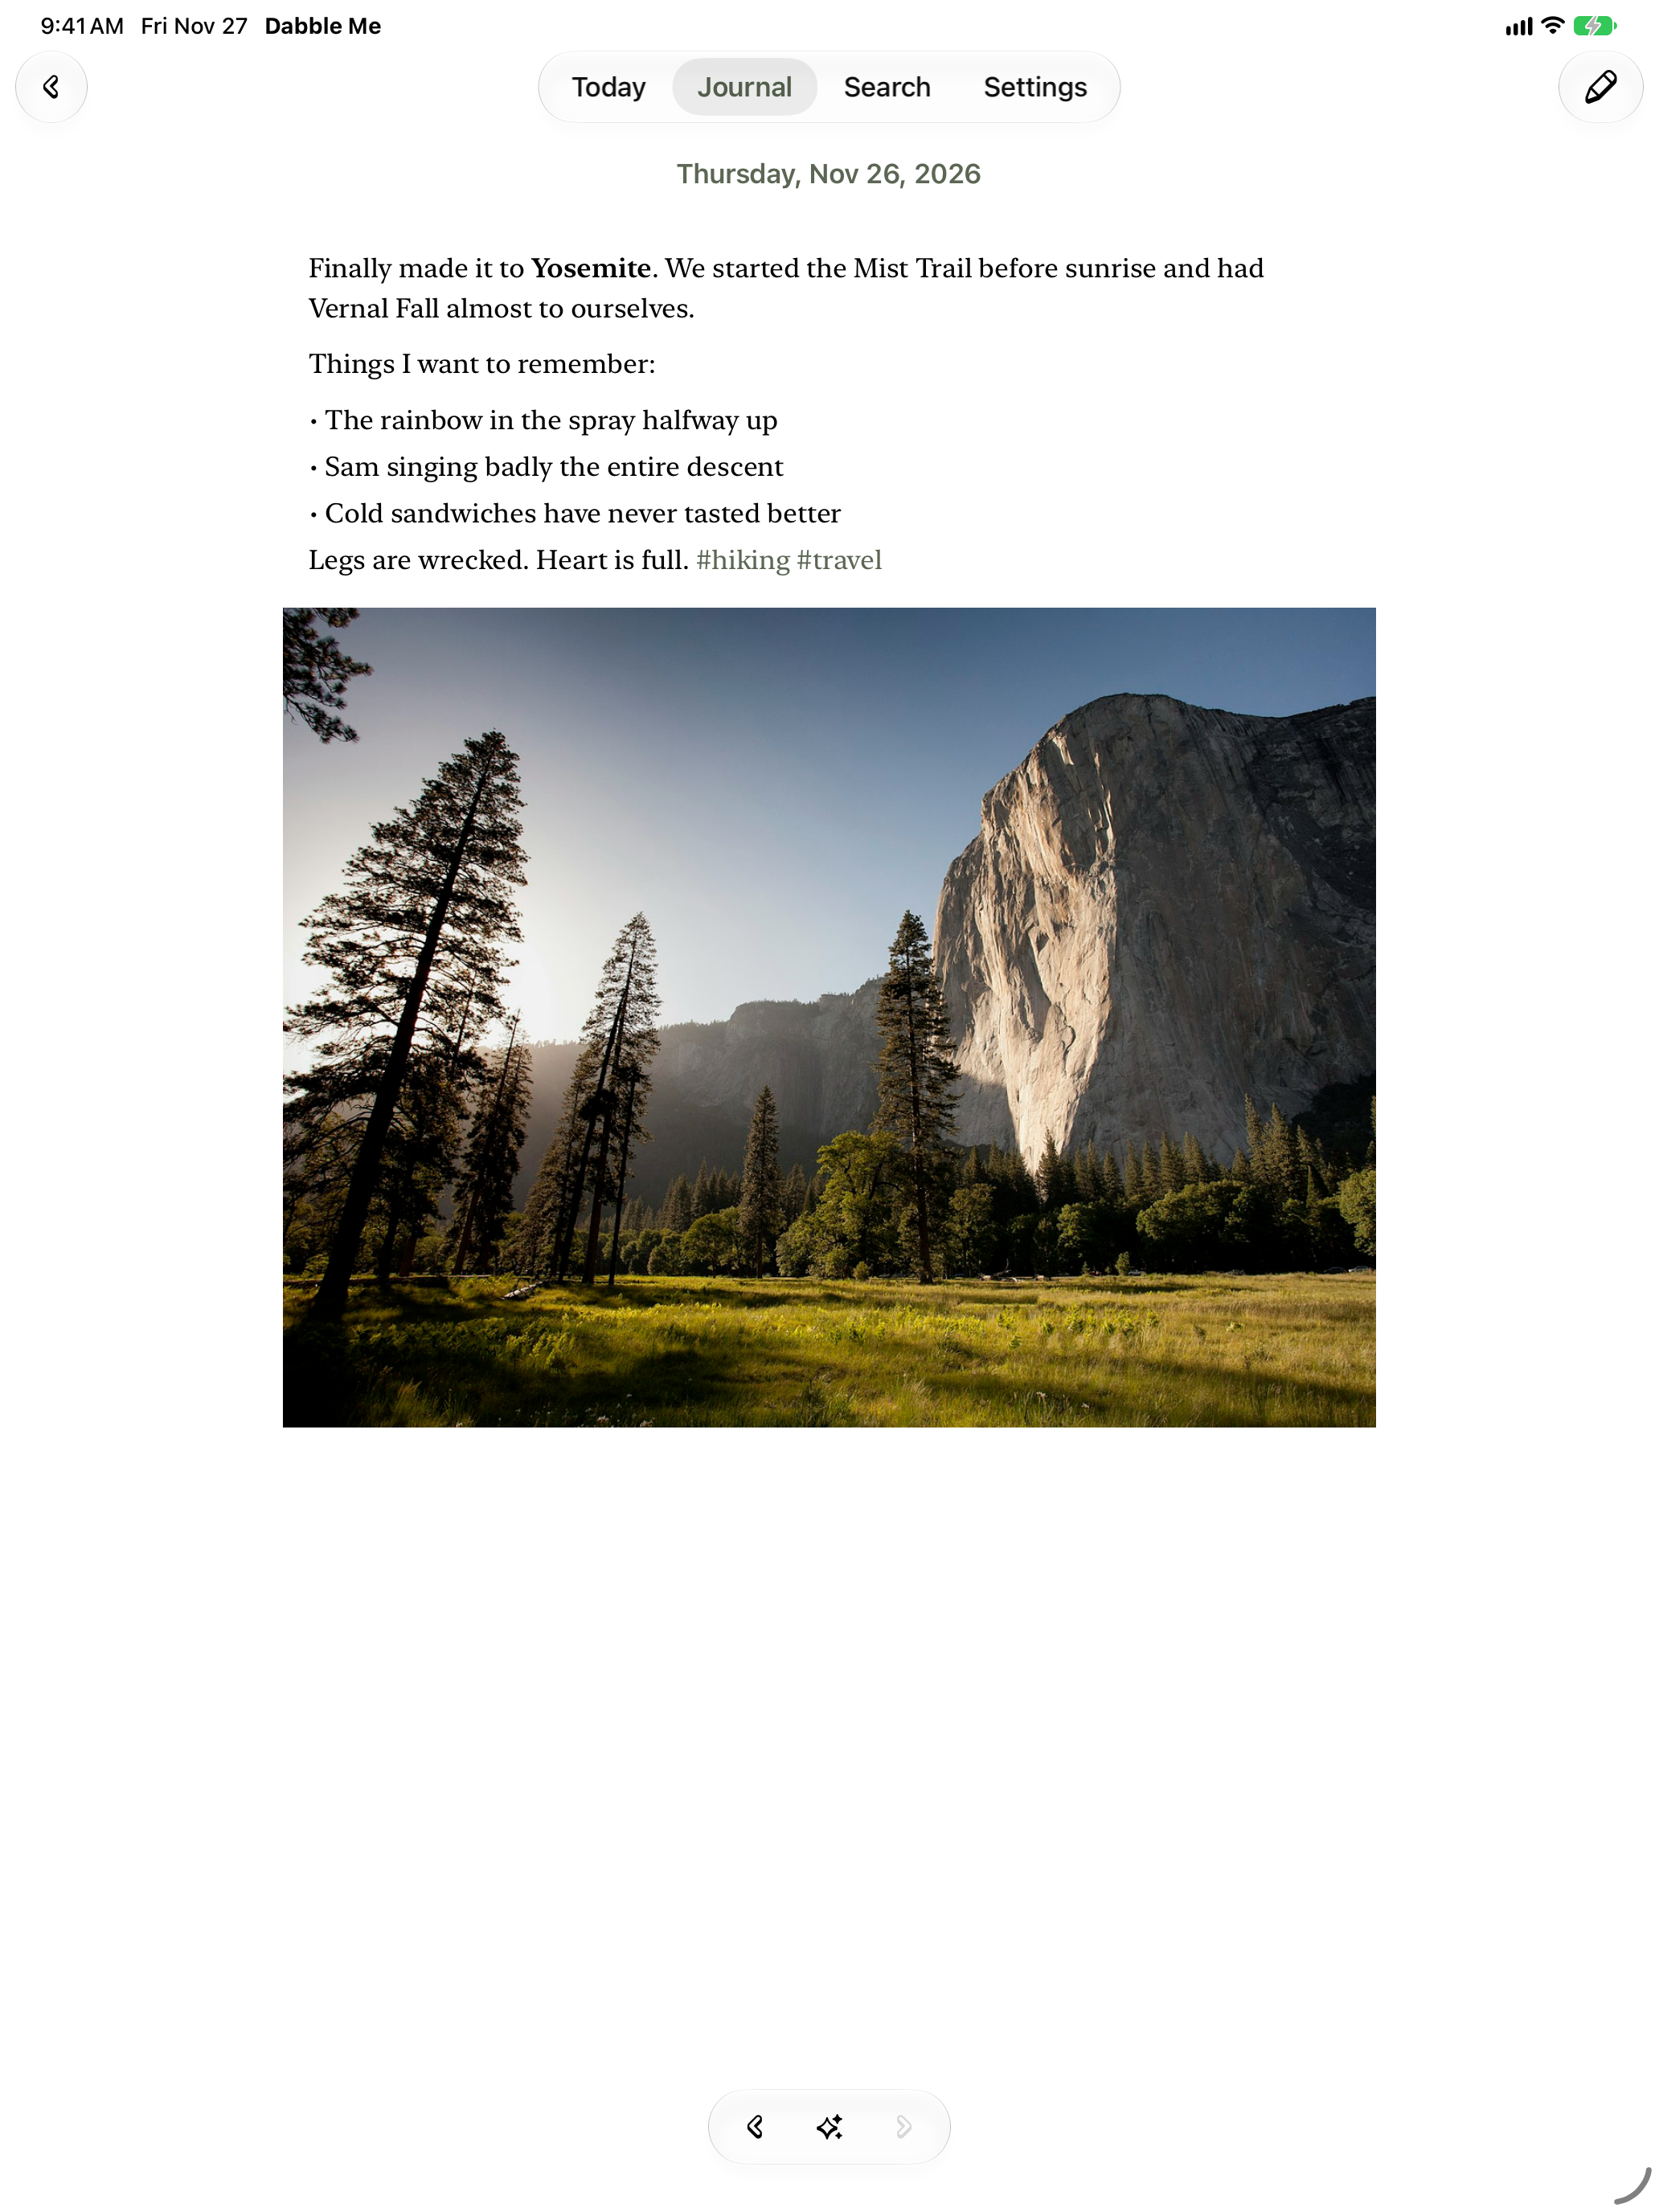 9:41 AM Fri Nov 27 Dabble Me
Today Journal Search Settings
Thursday, Nov 26, 2026
Finally made it to Yosemite. We started the Mist Trail before sunrise and had
Vernal Fall almost to ourselves.
Things I want to remember:
• The rainbow in the spray halfway up
• Sam singing badly the entire descent
• Cold sandwiches have never tasted better
Legs are wrecked. Heart is full. #hiking #travel